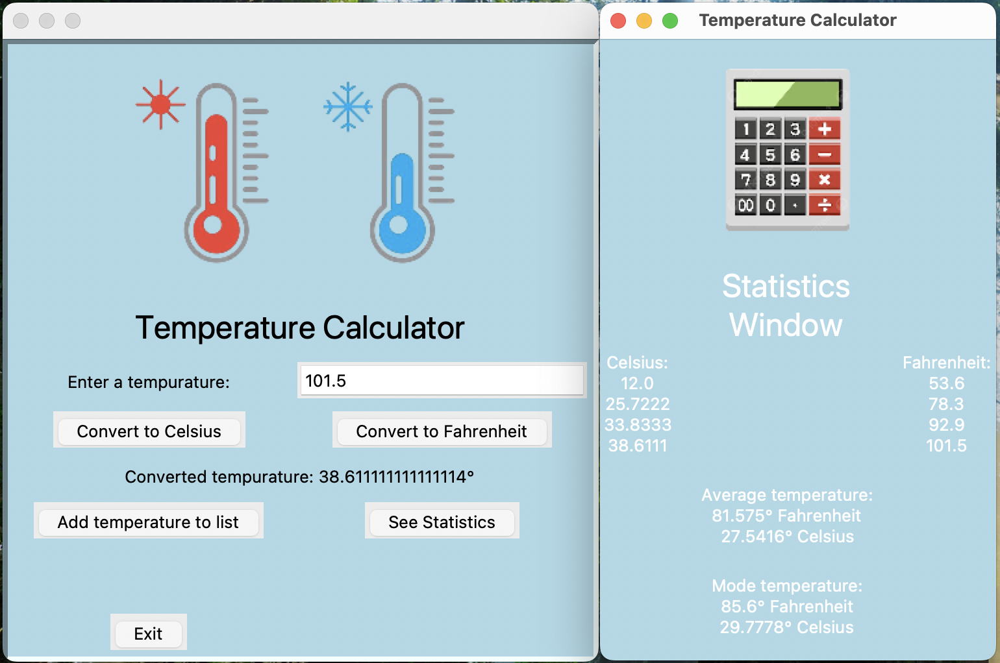 Temperature Calculator
Enter a tempurature:
101.5
Convert to Celsius
Convert to Fahrenheit
Converted tempurature: 38.611111111111114°
Add temperature to list
See Statistics
Exit
Temperature Calculator
1 2 3 +
4 5 6 −
7 8 9 ×
00 0 · ÷
Statistics
Window
Celsius: Fahrenheit:
12.0 53.6
25.7222 78.3
33.8333 92.9
38.6111 101.5
Average temperature:
81.575° Fahrenheit
27.5416° Celsius
Mode temperature:
85.6° Fahrenheit
29.7778° Celsius